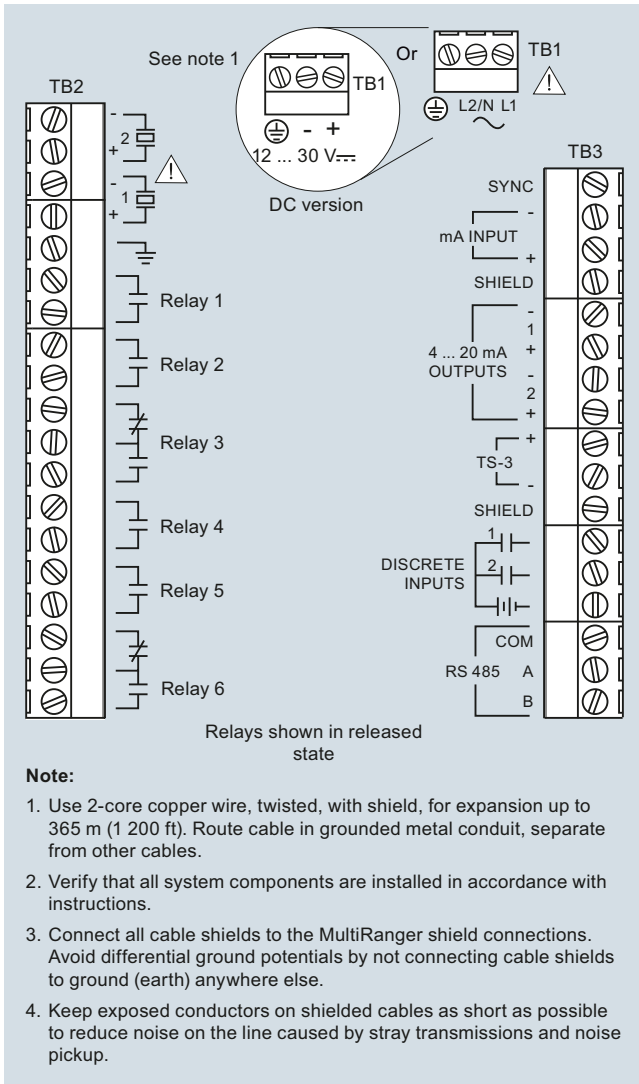 See note 1
TB1
12 ... 30 V
DC version
Or
TB1
L2/N L1
TB2
-
2
+
-
1
+
Relay 1
Relay 2
Relay 3
Relay 4
Relay 5
Relay 6
TB3
SYNC
-
mA INPUT
+
SHIELD
-
1
+
4 ... 20 mA
OUTPUTS
-
2
+
+
TS-3
-
SHIELD
1
DISCRETE
2
INPUTS
COM
RS 485 A
B
Relays shown in released
state
Note:
1. Use 2-core copper wire, twisted, with shield, for expansion up to
365 m (1 200 ft). Route cable in grounded metal conduit, separate
from other cables.
2. Verify that all system components are installed in accordance with
instructions.
3. Connect all cable shields to the MultiRanger shield connections.
Avoid differential ground potentials by not connecting cable shields
to ground (earth) anywhere else.
4. Keep exposed conductors on shielded cables as short as possible
to reduce noise on the line caused by stray transmissions and noise
pickup.